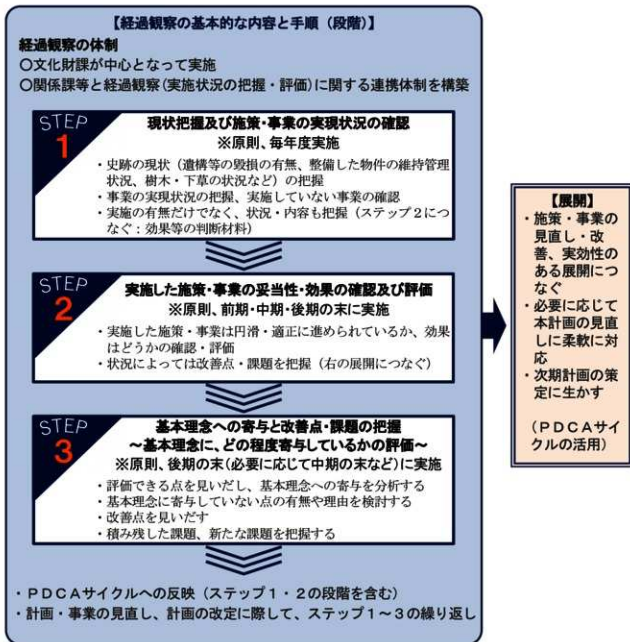 【経過観察の基本的な内容と手順(段階)】
経過観察の体制
○文化財課が中心となって実施
○関係課等と経過観察(実施状況の把握・評価)に関する連携体制を構築
STEP
1
現状把握及び施策・事業の実現状況の確認
※原則、毎年度実施
・史跡の現状(遺構等の毀損の有無、整備した物件の維持管理
状況、樹木・下草の状況など)の把握
・事業の実現状況の把握、実施していない事業の確認
・実施の有無だけでなく、状況・内容も把握(ステップ2につ
なぐ:効果等の判断材料)
STEP
2
実施した施策・事業の妥当性・効果の確認及び評価
※原則、前期・中期・後期の末に実施
・実施した施策・事業は円滑・適正に進められているか、効果
はどうかの確認・評価
・状況によっては改善点・課題を把握(右の展開につなぐ)
STEP
3
基本理念への寄与と改善点・課題の把握
~基本理念に、どの程度寄与しているかの評価~
※原則、後期の末(必要に応じて中期の末など)に実施
・評価できる点を見いだし、基本理念への寄与を分析する
・基本理念に寄与していない点の有無や理由を検討する
・改善点を見いだす
・積み残した課題、新たな課題を把握する
・PDCAサイクルへの反映(ステップ1・2の段階を含む)
・計画・事業の見直し、計画の改定に際して、ステップ1~3の繰り返し
【展開】
・施策・事業の
見直し・改
善、実効性の
ある展開につ
なぐ
・必要に応じて
本計画の見直
しに柔軟に対
応
・次期計画の策
定に生かす
(PDCAサイ
クルの活用)